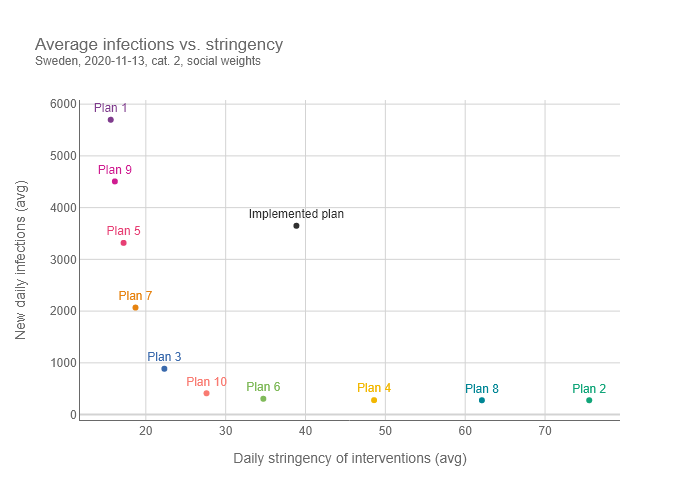 Average infections vs. stringency
Sweden, 2020-11-13, cat. 2, social weights
6000
Plan 1
Plan 9
5000
Plan 5
4000
Implemented plan
3000
Plan 7
2000
Plan 3
1000
Plan 10
Plan 6
Plan 4
Plan 8
Plan 2
0
20
30
40
50
60
70
New daily infections (avg)
Daily stringency of interventions (avg)